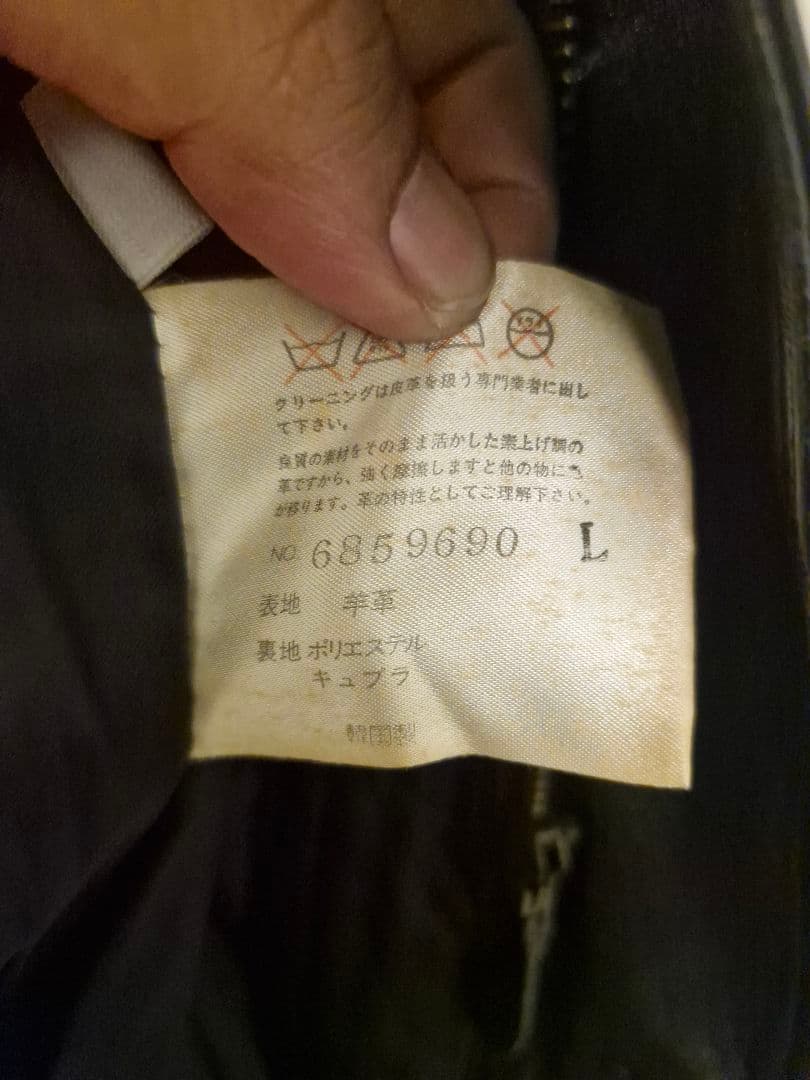 クリーニングは皮革を扱う専門業者に出し
て下さい。
良質の素材をそのまま活かした素上げ調の
革ですから、強く摩擦しますと他の物に色
が移ります。革の特性としてご理解下さい。
NO. 6859690 L
表地 羊革
裏地 ポリエステル
キュプラ
韓国製